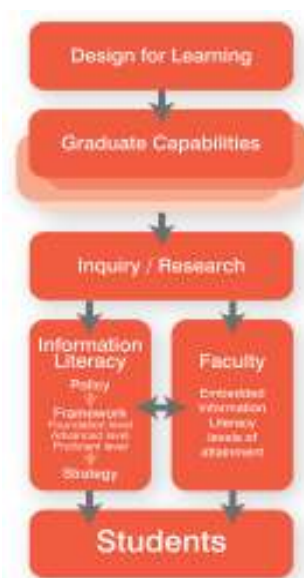 Design for Learning
Graduate Capabilities
Inquiry / Research
Information
Literacy
Policy
Framework
Foundation level
Advanced level
Proficient level
Strategy
Faculty
Embedded
Information
Literacy
levels of
attainment
Students